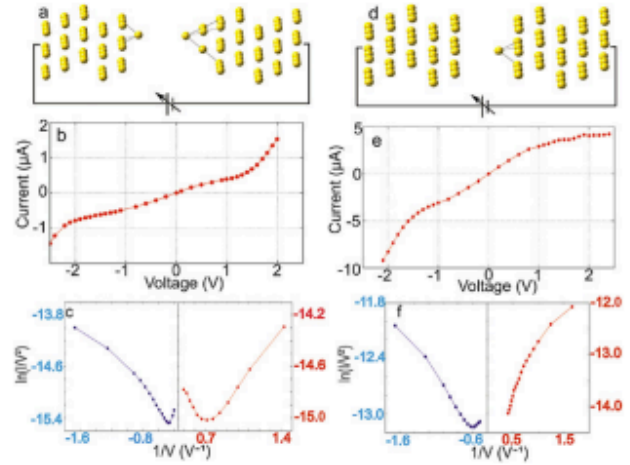 a
d
b
2
1
0
-1
-2 -1 0 1 2
Current (μA)
Voltage (V)
e
5
0
-5
-10
-2 -1 0 1 2
Current (μA)
Voltage (V)
c
-13.8
-14.6
-15.4
-14.2
-14.6
-15.0
-1.6 -0.8 0.7 1.4
ln(I/V²)
1/V (V⁻¹)
f
-11.8
-12.4
-13.0
-12.0
-13.0
-14.0
-1.6 -0.6 0.5 1.5
ln(I/V²)
1/V (V⁻¹)